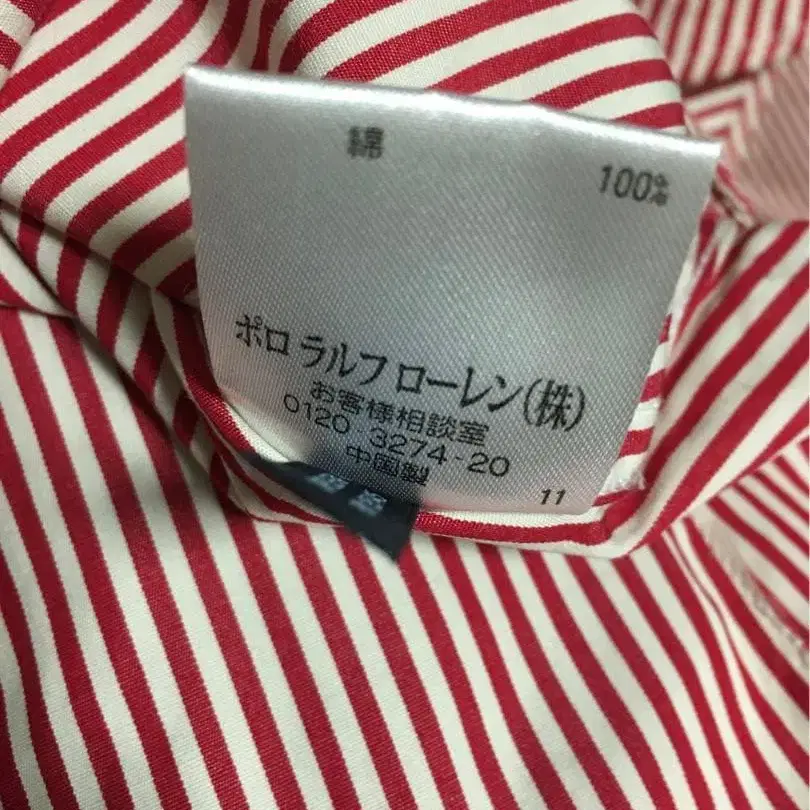 綿 100%
ポロ ラルフ ローレン(株)
お客様相談室
0120 3274-20
中国製
11